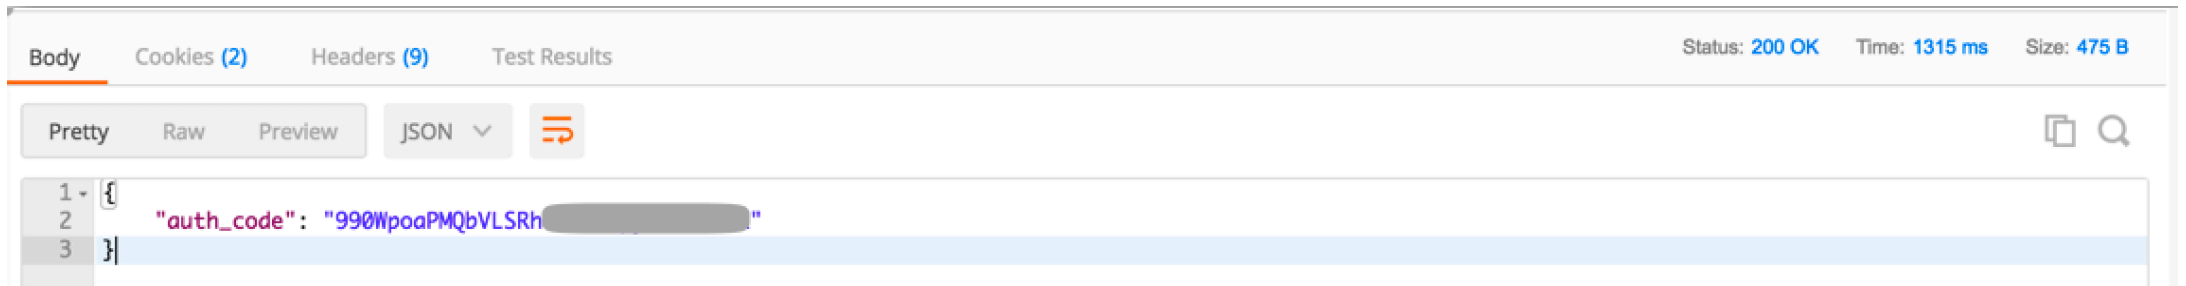 Body Cookies (2) Headers (9) Test Results Status: 200 OK Time: 1315 ms Size: 475 B
Pretty Raw Preview JSON
1 {
2 "auth_code": "990WpoaPMQbVLSRh"
3 }